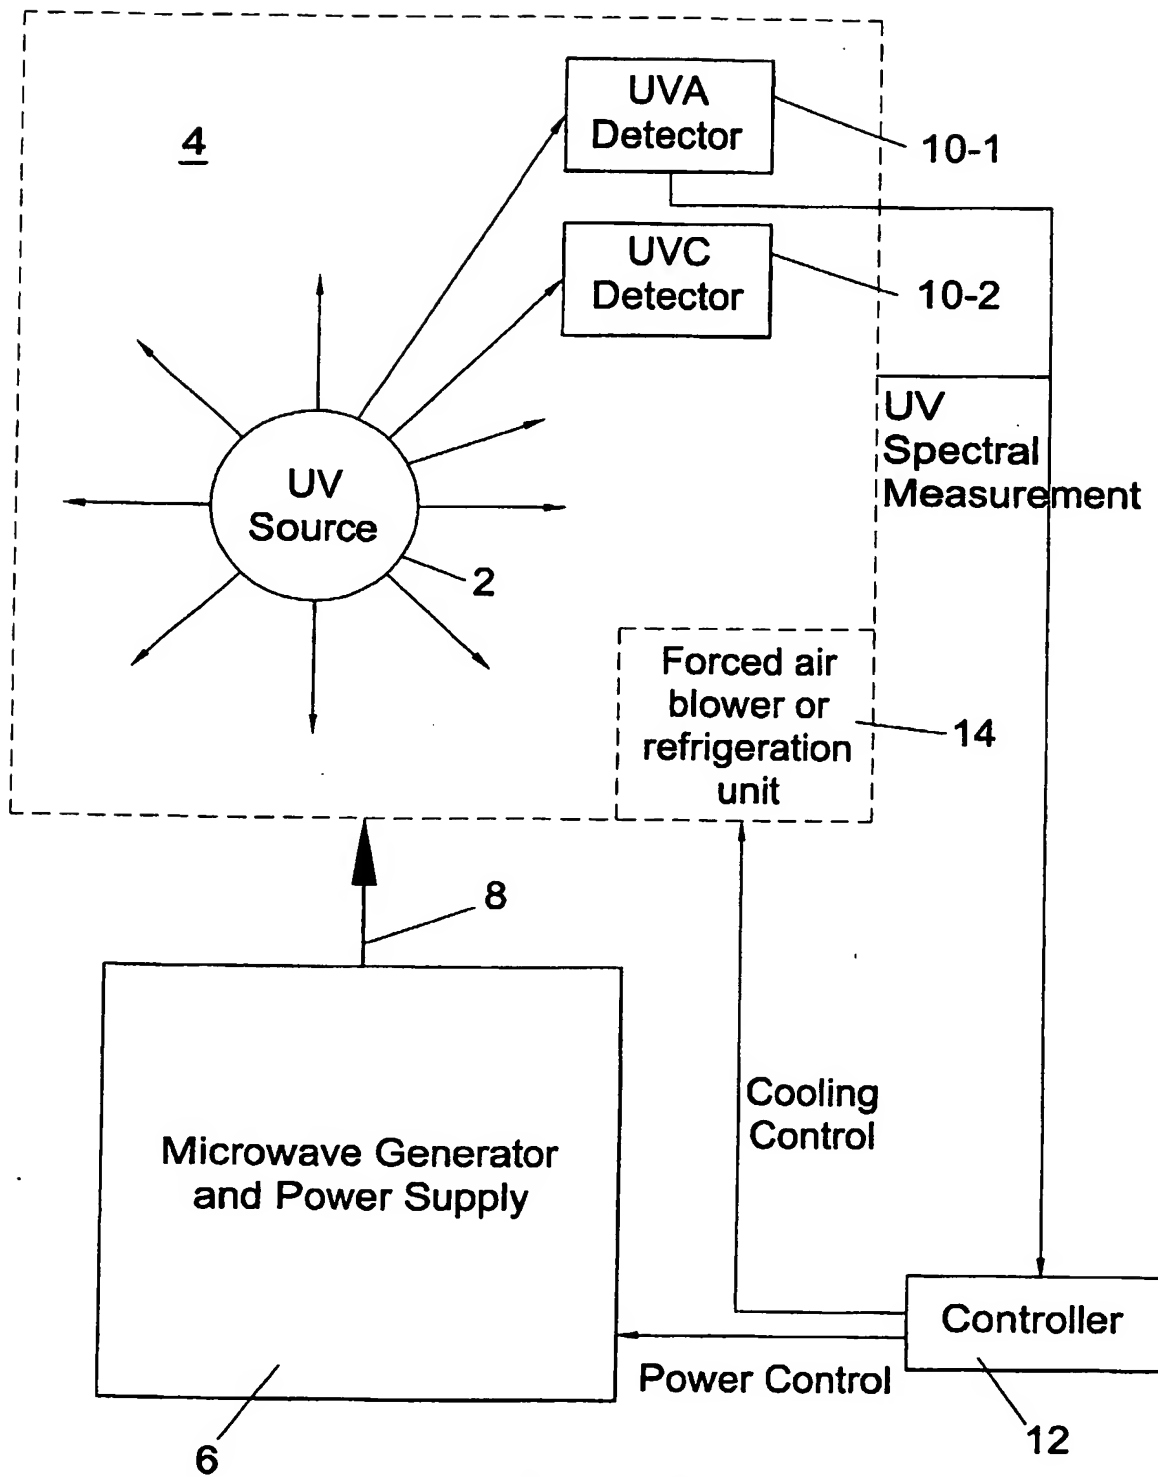 UVA
Detector
4
10-1
UVC
Detector
10-2
UV
Spectral
Measurement
UV
Source
2
Forced air
blower or
refrigeration
unit
14
8
Cooling
Control
Microwave Generator
and Power Supply
Controller
Power Control
12
6